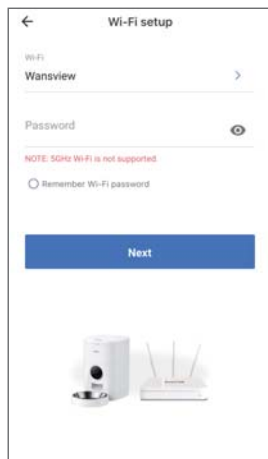 Wi-Fi setup
Wi-Fi
Wansview
Password
NOTE: 5GHz Wi-Fi is not supported.
Remember Wi-Fi password
Next